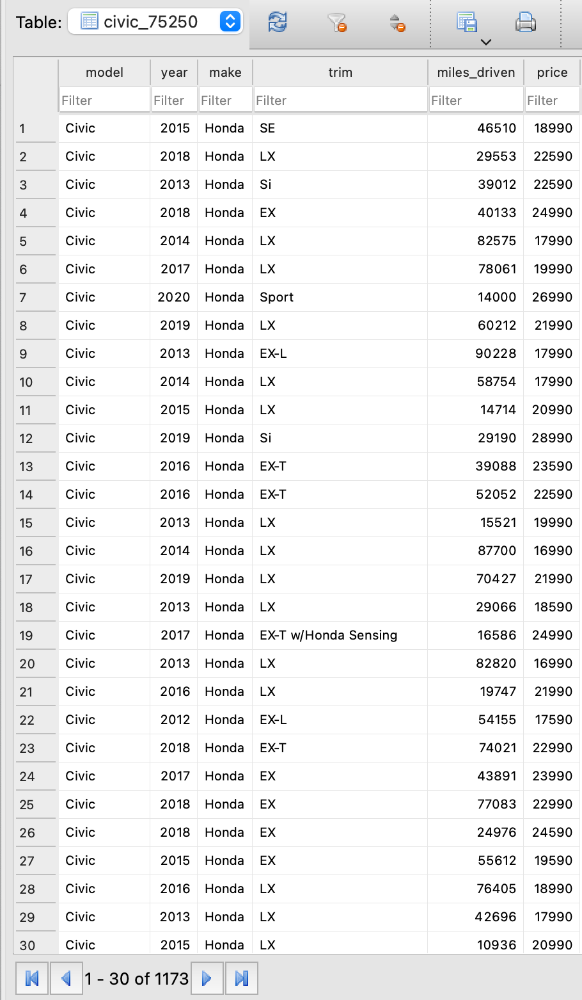 Table: civic_75250
model year make trim miles_driven price
Filter Filter Filter Filter Filter Filter
1 Civic 2015 Honda SE 46510 18990
2 Civic 2018 Honda LX 29553 22590
3 Civic 2013 Honda Si 39012 22590
4 Civic 2018 Honda EX 40133 24990
5 Civic 2014 Honda LX 82575 17990
6 Civic 2017 Honda LX 78061 19990
7 Civic 2020 Honda Sport 14000 26990
8 Civic 2019 Honda LX 60212 21990
9 Civic 2013 Honda EX-L 90228 17990
10 Civic 2014 Honda LX 58754 17990
11 Civic 2015 Honda LX 14714 20990
12 Civic 2019 Honda Si 29190 28990
13 Civic 2016 Honda EX-T 39088 23590
14 Civic 2016 Honda EX-T 52052 22590
15 Civic 2013 Honda LX 15521 19990
16 Civic 2014 Honda LX 87700 16990
17 Civic 2019 Honda LX 70427 21990
18 Civic 2013 Honda LX 29066 18590
19 Civic 2017 Honda EX-T w/Honda Sensing 16586 24990
20 Civic 2013 Honda LX 82820 16990
21 Civic 2016 Honda LX 19747 21990
22 Civic 2012 Honda EX-L 54155 17590
23 Civic 2018 Honda EX-T 74021 22990
24 Civic 2017 Honda EX 43891 23990
25 Civic 2018 Honda EX 77083 22990
26 Civic 2018 Honda EX 24976 24590
27 Civic 2015 Honda EX 55612 19590
28 Civic 2016 Honda LX 76405 18990
29 Civic 2013 Honda LX 42696 17990
30 Civic 2015 Honda LX 10936 20990
1 - 30 of 1173